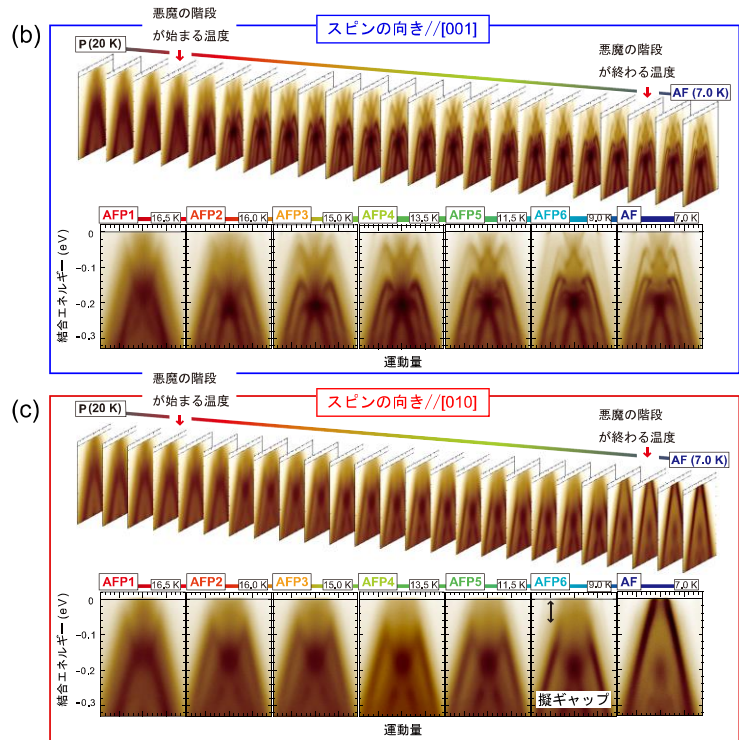 (b)
スピンの向き//[001]
悪魔の階段
が始まる温度
P (20 K)
悪魔の階段
が終わる温度
AF (7.0 K)
AFP1 16.5 K AFP2 16.0 K AFP3 15.0 K AFP4 13.5 K AFP5 11.5 K AFP6 9.0 K AF 7.0 K
結合エネルギー (eV)
0
-0.1
-0.2
-0.3
運動量
(c)
スピンの向き//[010]
悪魔の階段
が始まる温度
P (20 K)
悪魔の階段
が終わる温度
AF (7.0 K)
AFP1 16.5 K AFP2 16.0 K AFP3 15.0 K AFP4 13.5 K AFP5 11.5 K AFP6 9.0 K AF 7.0 K
結合エネルギー (eV)
0
-0.1
-0.2
-0.3
擬ギャップ
運動量